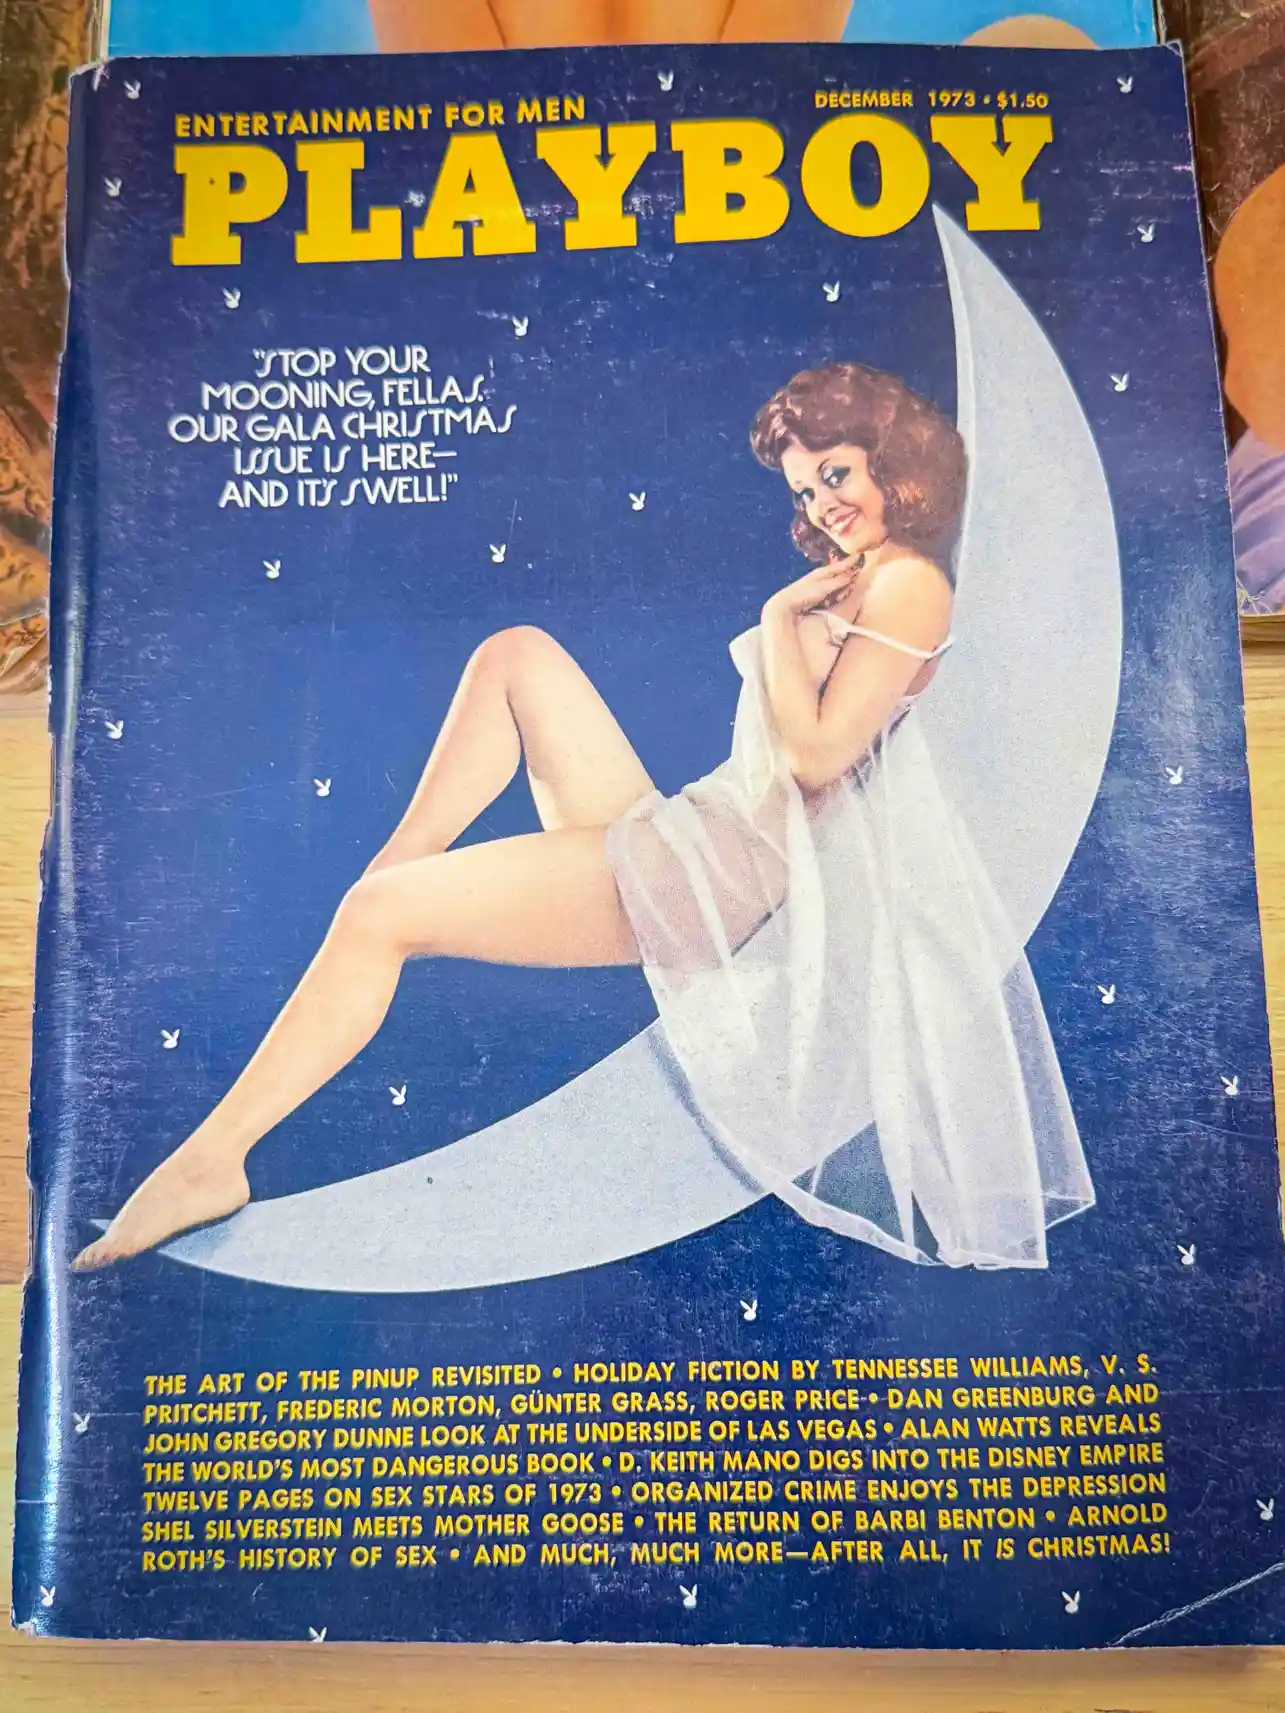 ENTERTAINMENT FOR MEN
DECEMBER 1973 • $1.50
PLAYBOY
"STOP YOUR
MOONING, FELLAS.
OUR GALA CHRISTMAS
ISSUE IS HERE—
AND IT'S SWELL!"
THE ART OF THE PINUP REVISITED • HOLIDAY FICTION BY TENNESSEE WILLIAMS, V. S.
PRITCHETT, FREDERIC MORTON, GÜNTER GRASS, ROGER PRICE • DAN GREENBURG AND
JOHN GREGORY DUNNE LOOK AT THE UNDERSIDE OF LAS VEGAS • ALAN WATTS REVEALS
THE WORLD'S MOST DANGEROUS BOOK • D. KEITH MANO DIGS INTO THE DISNEY EMPIRE
TWELVE PAGES ON SEX STARS OF 1973 • ORGANIZED CRIME ENJOYS THE DEPRESSION
SHEL SILVERSTEIN MEETS MOTHER GOOSE • THE RETURN OF BARBI BENTON • ARNOLD
ROTH'S HISTORY OF SEX • AND MUCH, MUCH MORE—AFTER ALL, IT IS CHRISTMAS!